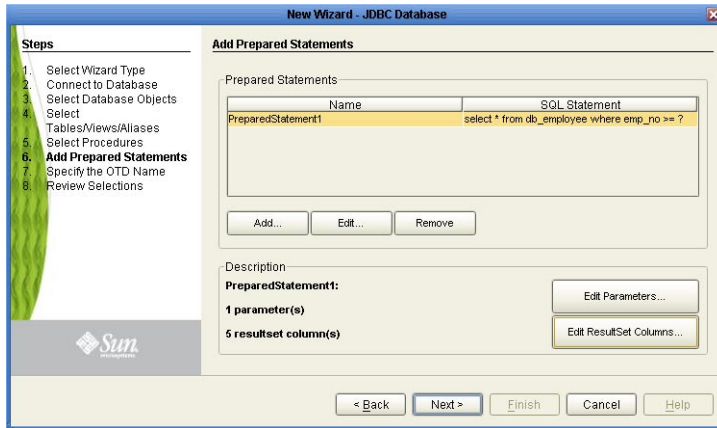 New Wizard - JDBC Database
Steps
1. Select Wizard Type
2. Connect to Database
3. Select Database Objects
4. Select
Tables/Views/Aliases
5. Select Procedures
6. Add Prepared Statements
7. Specify the OTD Name
8. Review Selections
Sun
microsystems
Add Prepared Statements
Prepared Statements
Name SQL Statement
PreparedStatement1 select * from db_employee where emp_no >= ?
Add... Edit... Remove
Description
PreparedStatement1:
1 parameter(s)
5 resultset column(s)
Edit Parameters...
Edit ResultSet Columns...
< Back Next > Finish Cancel Help